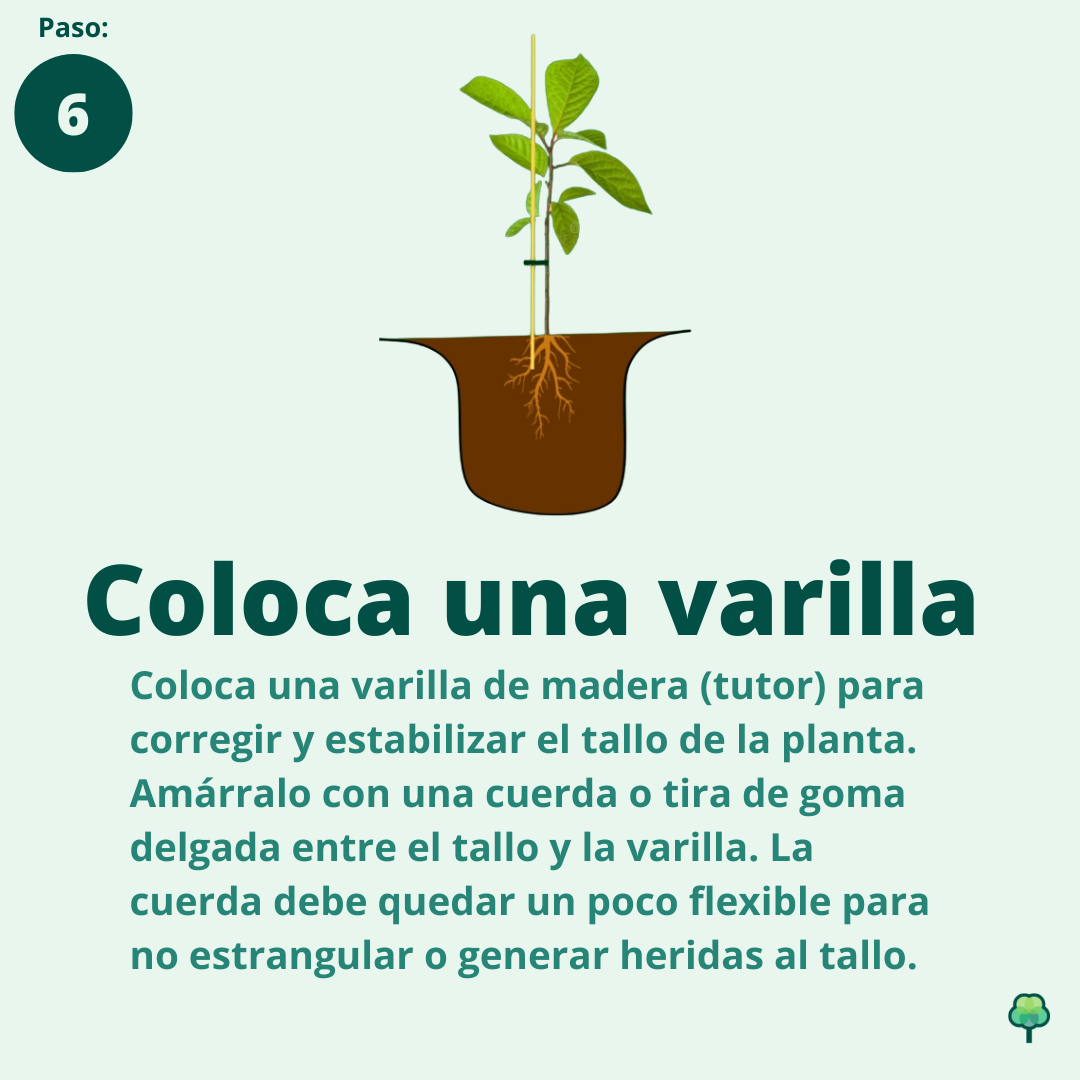 Paso:
6
Coloca una varilla
Coloca una varilla de madera (tutor) para
corregir y estabilizar el tallo de la planta.
Amárralo con una cuerda o tira de goma
delgada entre el tallo y la varilla. La
cuerda debe quedar un poco flexible para
no estrangular o generar heridas al tallo.